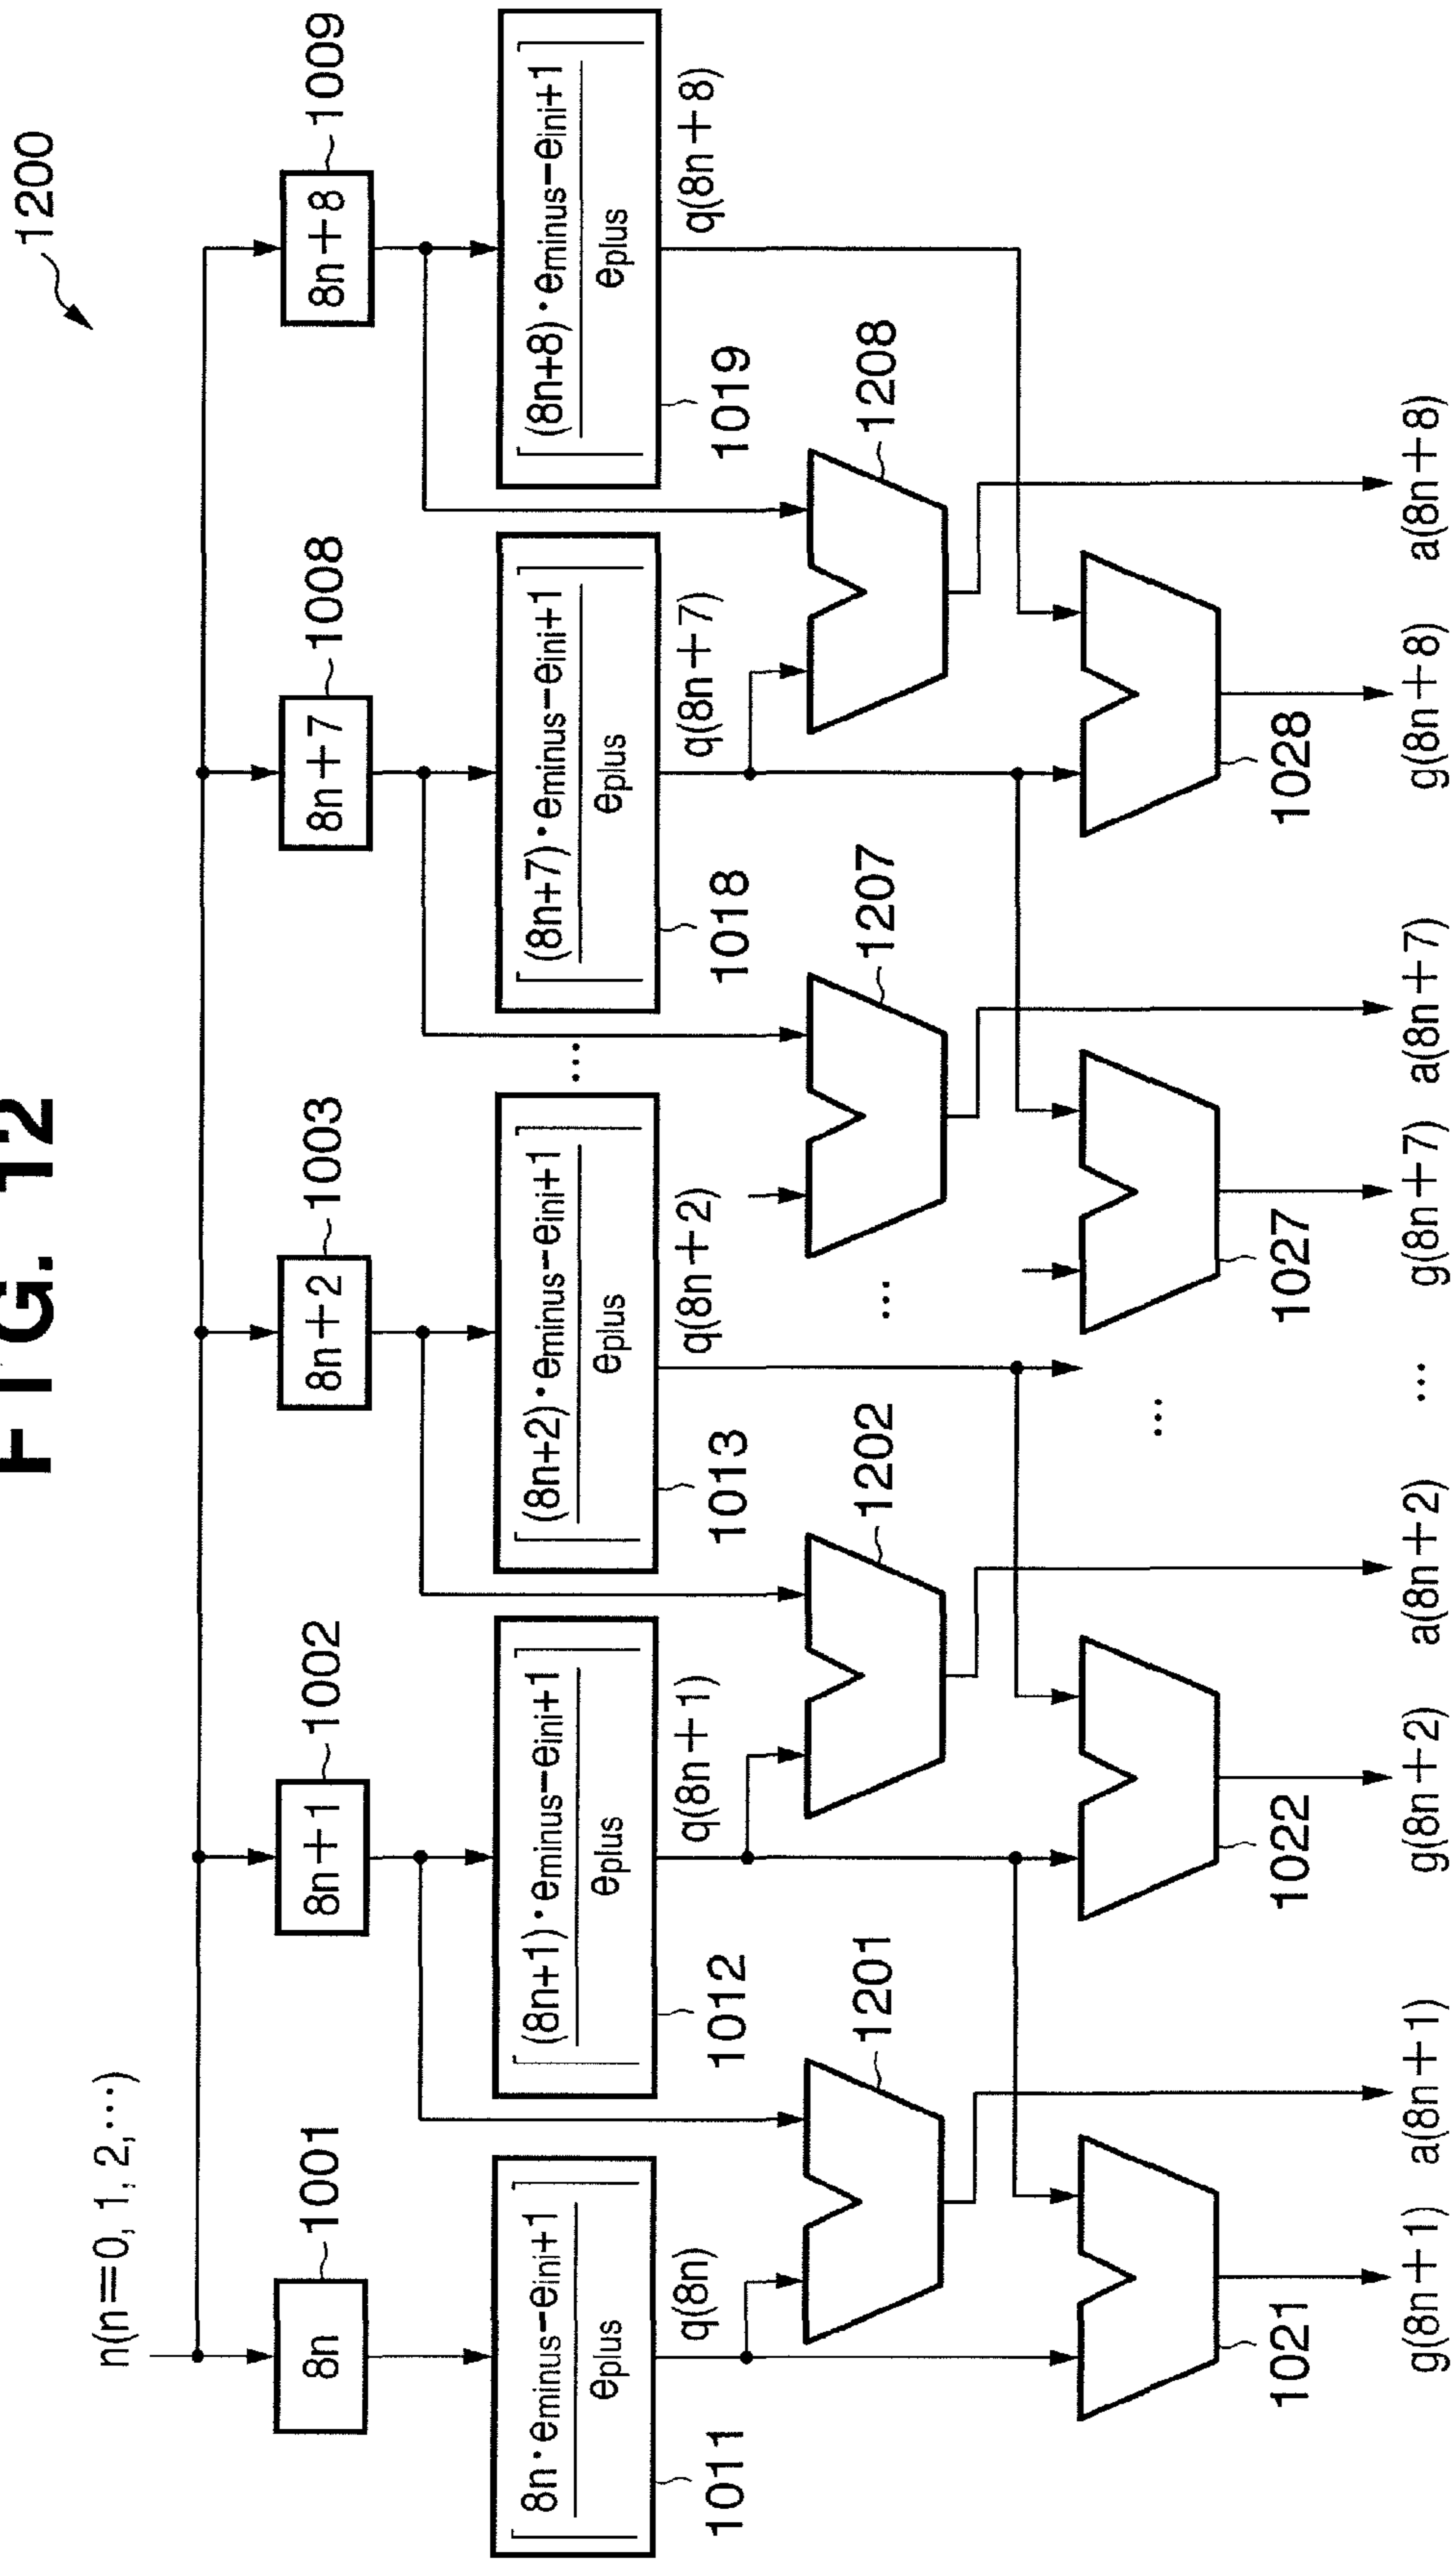 FIG. 12
1200
n(n=0, 1, 2, ⋯)
8n
1001
8n+1
1002
8n+2
1003
8n+7
1008
8n+8
1009
⌈(8n·eminus−eini+1)/eplus⌉
1011
⌈((8n+1)·eminus−eini+1)/eplus⌉
1012
⌈((8n+2)·eminus−eini+1)/eplus⌉
1013
⋯
⌈((8n+7)·eminus−eini+1)/eplus⌉
1018
⌈((8n+8)·eminus−eini+1)/eplus⌉
1019
q(8n)
q(8n+1)
q(8n+2)
q(8n+7)
q(8n+8)
1201
1202
⋯
1207
1208
1021
1022
⋯
1027
1028
g(8n+1)
a(8n+1)
g(8n+2)
a(8n+2)
⋯
g(8n+7)
a(8n+7)
g(8n+8)
a(8n+8)